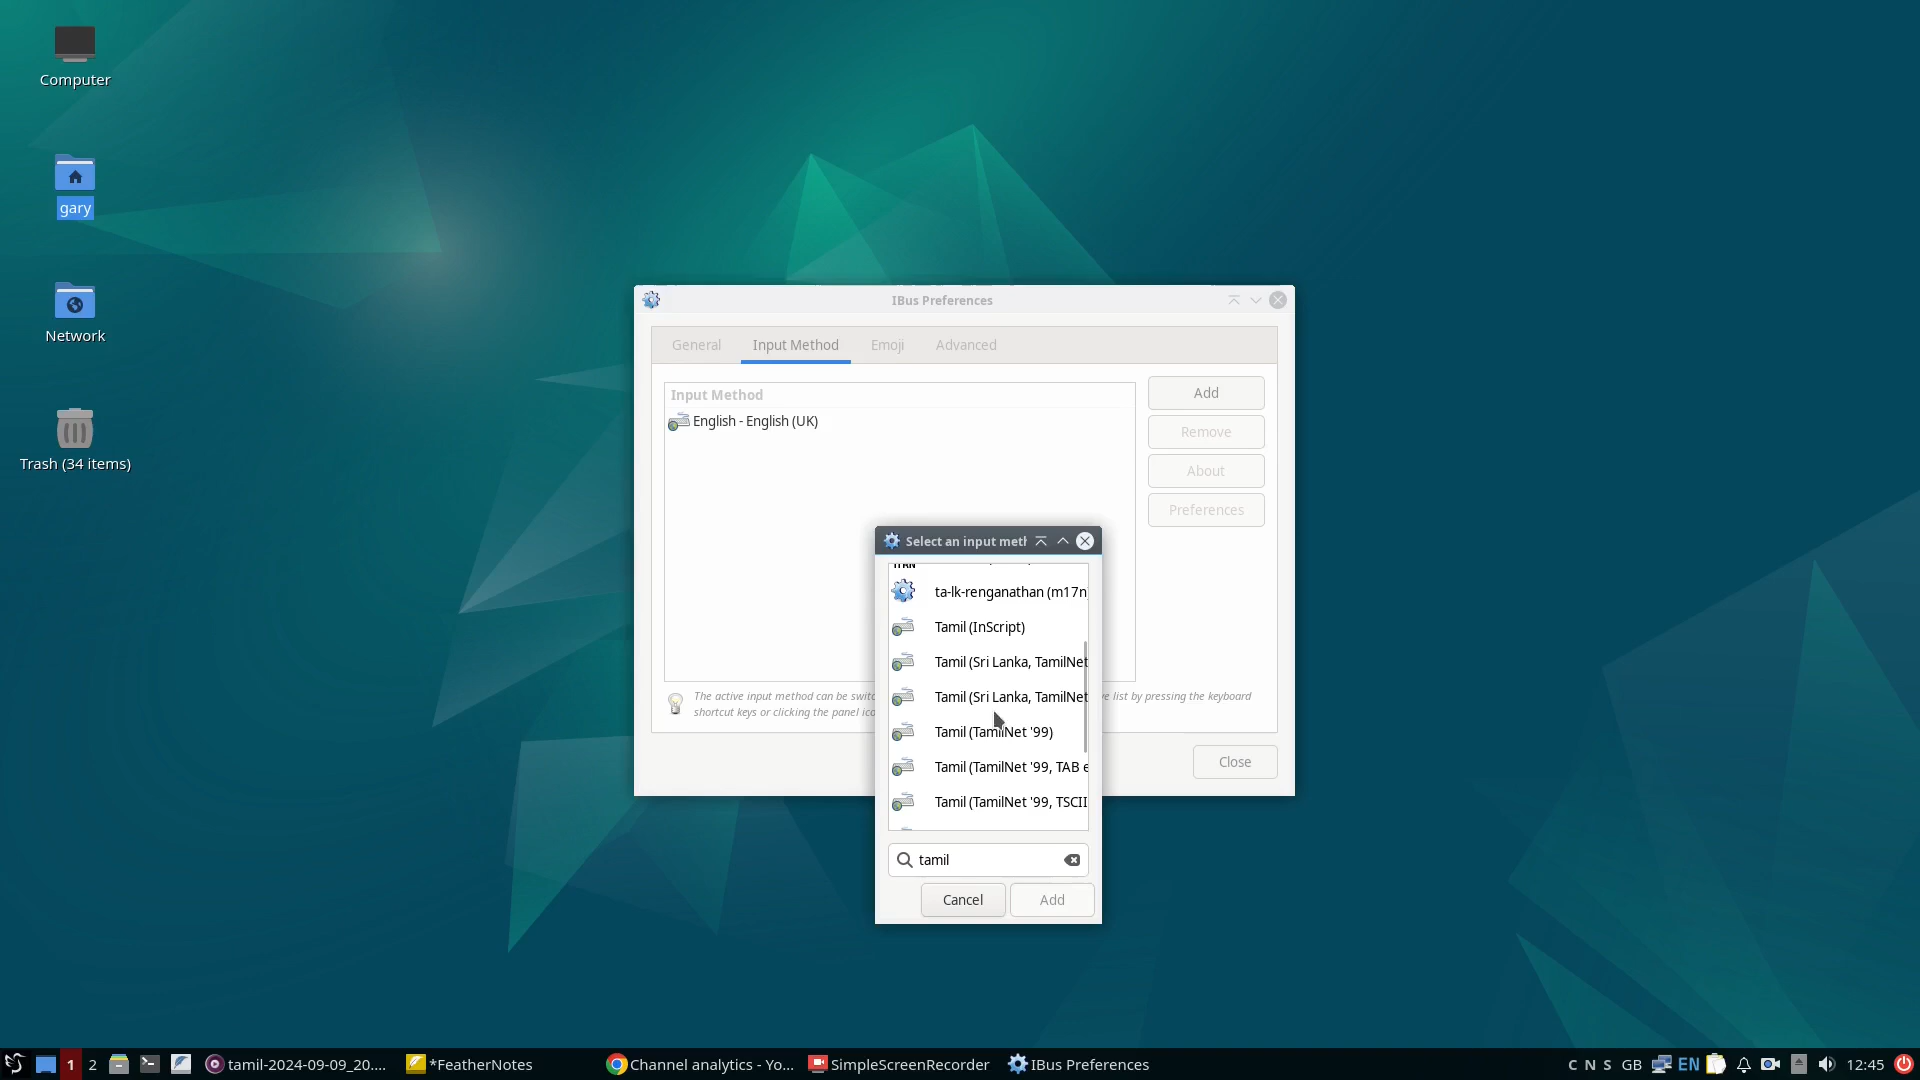 Computer
gary
Network
Trash (34 items)
IBus Preferences
General
Input Method
Emoji
Advanced
Input Method
English - English (UK)
Add
Remove
About
Preferences
The active input method can be
e list by pressing the keyboard
shortcut keys or clicking the panel
Close
Select an input
ta-lk-renganathan (m17n
Tamil (InScript)
Tamil (Sri Lanka, TamilNet
Tamil (Sri Lanka, TamilNet
Tamil (TamilNet '99)
Tamil (TamilNet '99, TAB e
Tamil (TamilNet '99, TSCII
tamil
Cancel
Add
1
2
tamil-2024-09-09_20....
*FeatherNotes
Channel analytics - Yo...
SimpleScreenRecorder
IBus Preferences
C N S
GB
EN
12:45